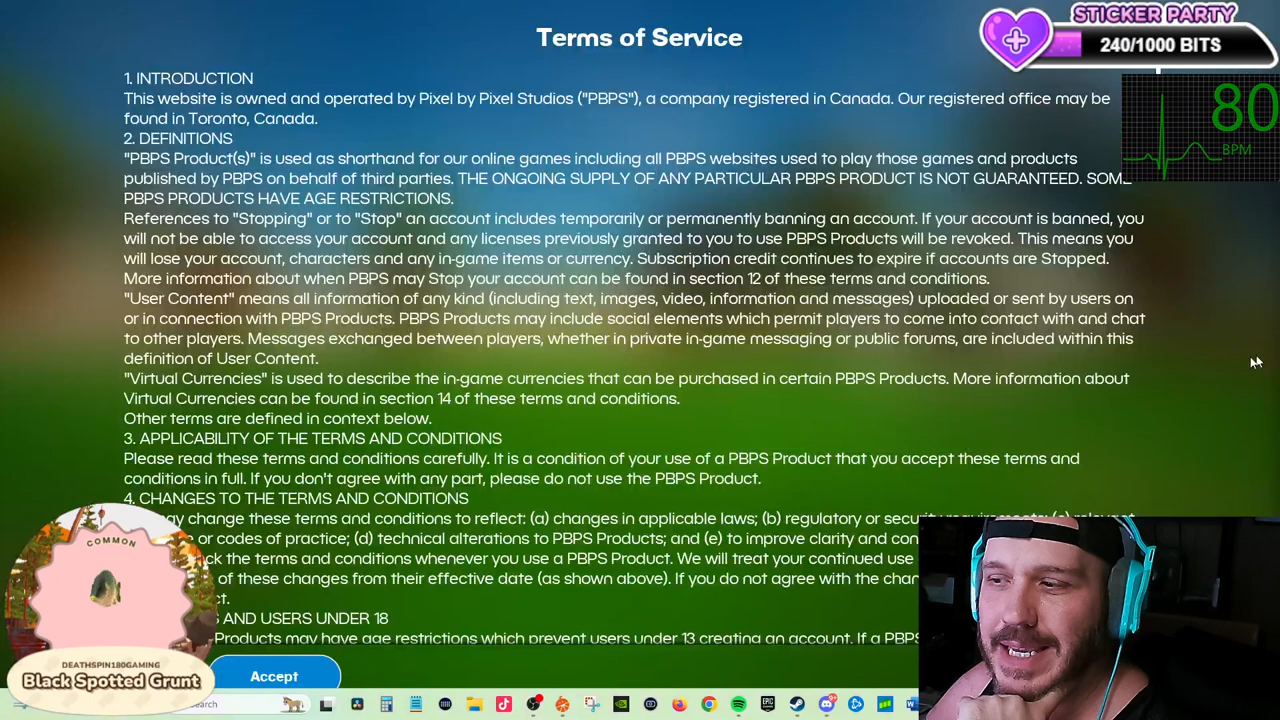 Terms of Service
STICKER PARTY
240/1000 BITS
80
BPM
1. INTRODUCTION
This website is owned and operated by Pixel by Pixel Studios ("PBPS"), a company registered in Canada. Our registered office may be
found in Toronto, Canada.
2. DEFINITIONS
"PBPS Product(s)" is used as shorthand for our online games including all PBPS websites used to play those games and products
published by PBPS on behalf of third parties. THE ONGOING SUPPLY OF ANY PARTICULAR PBPS PRODUCT IS NOT GUARANTEED. SOME
PBPS PRODUCTS HAVE AGE RESTRICTIONS.
References to "Stopping" or to "Stop" an account includes temporarily or permanently banning an account. If your account is banned, you
will not be able to access your account and any licenses previously granted to you to use PBPS Products will be revoked. This means you
will lose your account, characters and any in-game items or currency. Subscription credit continues to expire if accounts are Stopped.
More information about when PBPS may Stop your account can be found in section 12 of these terms and conditions.
"User Content" means all information of any kind (including text, images, video, information and messages) uploaded or sent by users on
or in connection with PBPS Products. PBPS Products may include social elements which permit players to come into contact with and chat
to other players. Messages exchanged between players, whether in private in-game messaging or public forums, are included within this
definition of User Content.
"Virtual Currencies" is used to describe the in-game currencies that can be purchased in certain PBPS Products. More information about
Virtual Currencies can be found in section 14 of these terms and conditions.
Other terms are defined in context below.
3. APPLICABILITY OF THE TERMS AND CONDITIONS
Please read these terms and conditions carefully. It is a condition of your use of a PBPS Product that you accept these terms and
conditions in full. If you don't agree with any part, please do not use the PBPS Product.
4. CHANGES TO THE TERMS AND CONDITIONS
change these terms and conditions to reflect: (a) changes in applicable laws; (b) regulatory or
or codes of practice; (d) technical alterations to PBPS Products; and (e) to improve clarity and
the terms and conditions whenever you use a PBPS Product. We will treat your continued use
of these changes from their effective date (as shown above). If you do not agree with the
AND USERS UNDER 18
Products may have age restrictions which prevent users under 13 creating an account. If a PBPS
COMMON
DEATHSPIN180GAMING
Black Spotted Grunt
Accept